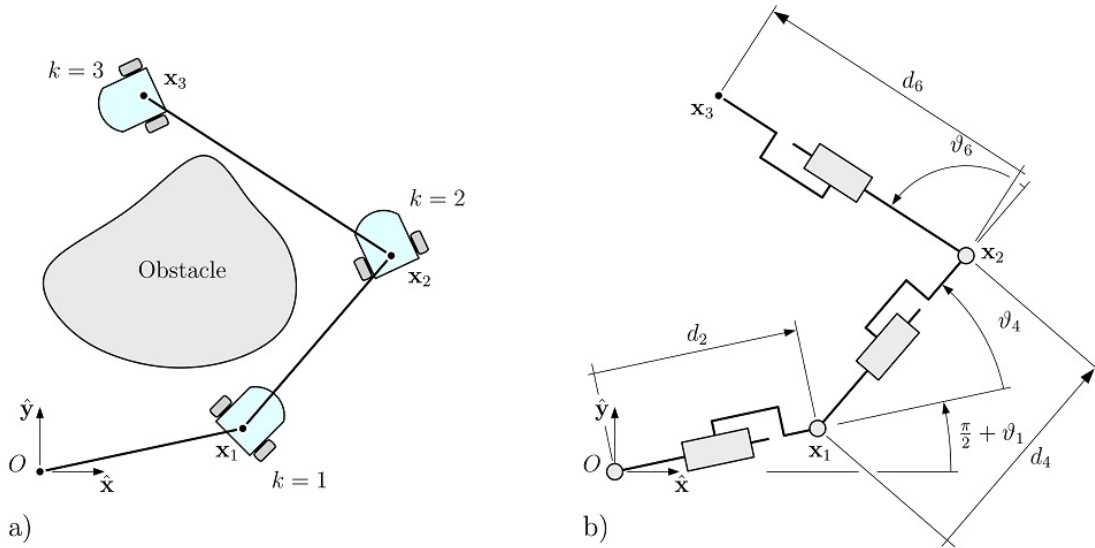 k = 3
x₃
k = 2
Obstacle
x₂
ŷ
x₁
O
x̂
k = 1
a)
d₆
x₃
ϑ₆
x₂
d₂
ϑ₄
ŷ
π/2 + ϑ₁
x₁
d₄
O
x̂
b)